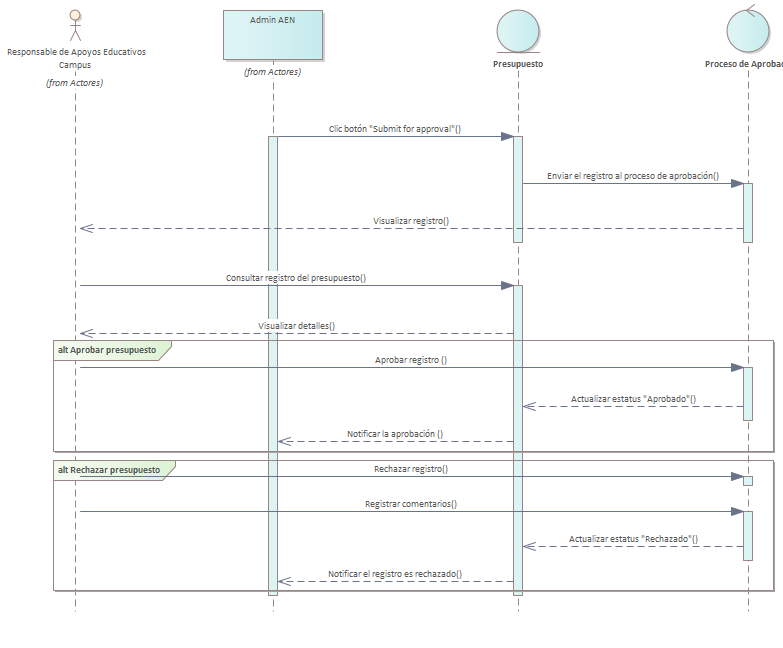 Admin AEN
Responsable de Apoyos Educativos
Campus
(from Actores)
(from Actores)
Presupuesto
Proceso de Aprobac
Clic botón "Submit for approval"()
Enviar el registro al proceso de aprobación()
Visualizar registro()
Consultar registro del presupuesto()
Visualizar detalles()
alt Aprobar presupuesto
Aprobar registro ()
Actualizar estatus "Aprobado"()
Notificar la aprobación ()
alt Rechazar presupuesto
Rechazar registro()
Registrar comentarios()
Actualizar estatus "Rechazado"()
Notificar el registro es rechazado()